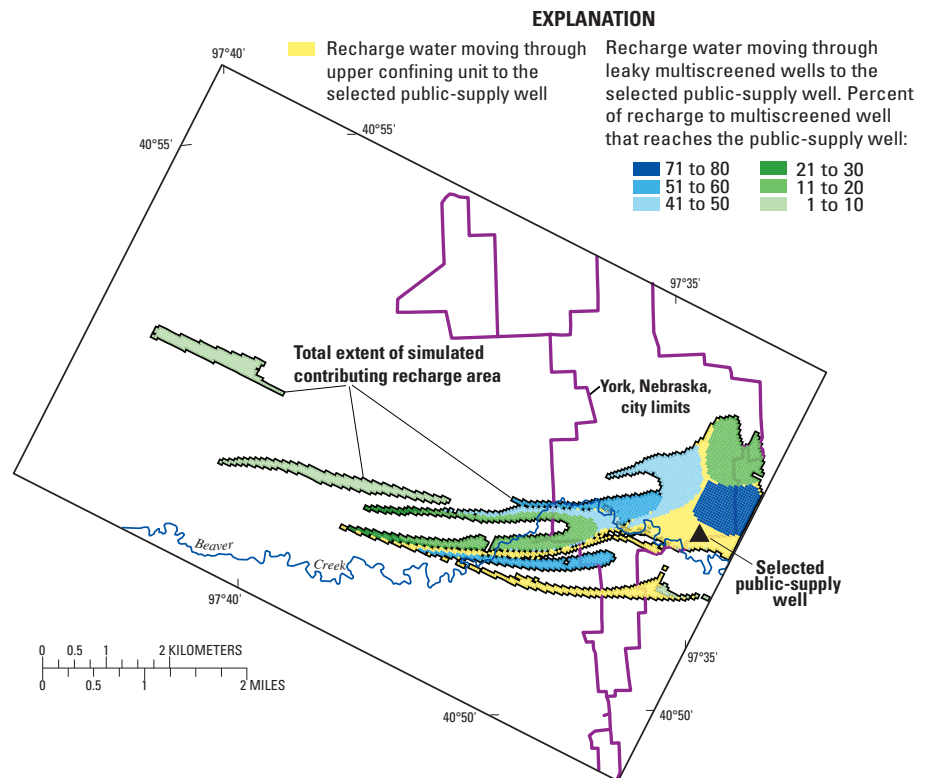 EXPLANATION
Recharge water moving through
upper confining unit to the
selected public-supply well
Recharge water moving through
leaky multiscreened wells to the
selected public-supply well. Percent
of recharge to multiscreened well
that reaches the public-supply well:
71 to 80
51 to 60
41 to 50
21 to 30
11 to 20
1 to 10
97°40'
40°55'
40°55'
97°35'
Total extent of simulated
contributing recharge area
York, Nebraska,
city limits
Beaver
Creek
Selected
public-supply
well
97°40'
97°35'
40°50'
40°50'
0 0.5 1 2 KILOMETERS
0 0.5 1 2 MILES